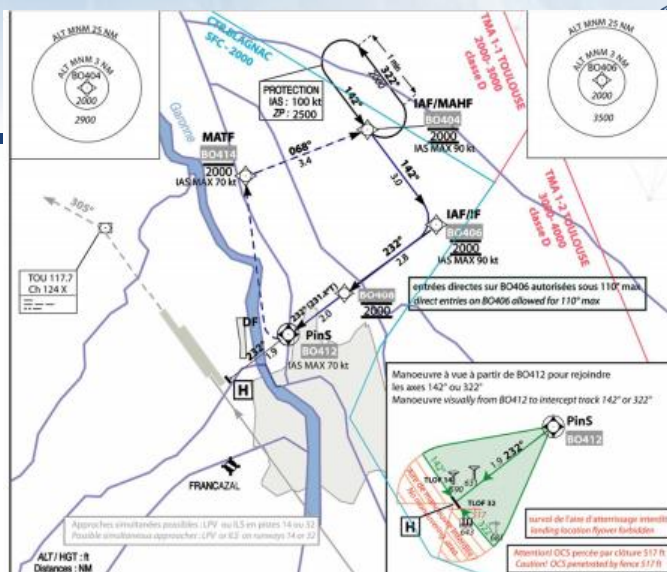 ALT MNM 25 NM
ALT MNM 3 NM
BO404
2000
2900
CTR BLAGNAC
SFC - 2000
TMA 1-1 TOULOUSE
2000-3000
classe D
ALT MNM 25 NM
ALT MNM 3 NM
BO406
2000
3500
1 min
322°
2000
142°
PROTECTION
IAS : 100 kt
ZP : 2500
IAF/MAHF
BO404
2000
IAS MAX 90 kt
Garonne
MATF
BO414
2000
IAS MAX 70 kt
068°
3.4
142°
3.0
TMA 1-2 TOULOUSE
3000-4000
classe D
IAF/IF
BO406
2000
IAS MAX 90 kt
305°
232°
2.8
TOU 117.7
Ch 124 X
entrées directes sur BO406 autorisées sous 110° max
direct entries on BO406 allowed for 110° max
BO408
2000
232° (231.4°T)
2.0
DF
PinS
BO412
IAS MAX 70 kt
232°
1.9
H
FRANCAZAL
Manoeuvre à vue à partir de BO412 pour rejoindre
les axes 142° ou 322°
Manoeuvre visually from BO412 to intercept track 142° or 322°
PinS
BO412
1.9 232°
142°
TLOF 14
TLOF 32
H
643
survol de l'aire d'atterrissage interdit
landing location flyover forbidden
Attention! OCS percée par clôture 517 ft
Caution! OCS penetrated by fence 517 ft
Approches simultanées possibles : LPV ou ILS en pistes 14 ou 32
Possible simultaneous approcher : LPV or ILS on runways 14 or 32
ALT / HGT : ft
Distances : NM